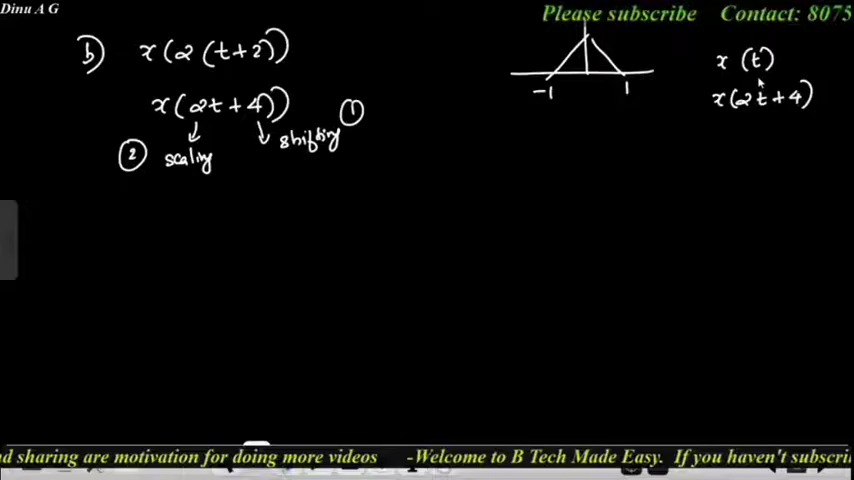 Dinu A G
Please subscribe Contact: 8075
b) x(2(t+2))
x(2t+4))
shifting ①
② scaling
-1 1
x(t)
x(2t+4)
nd sharing are motivation for doing more videos -Welcome to B Tech Made Easy. If you haven't subscri